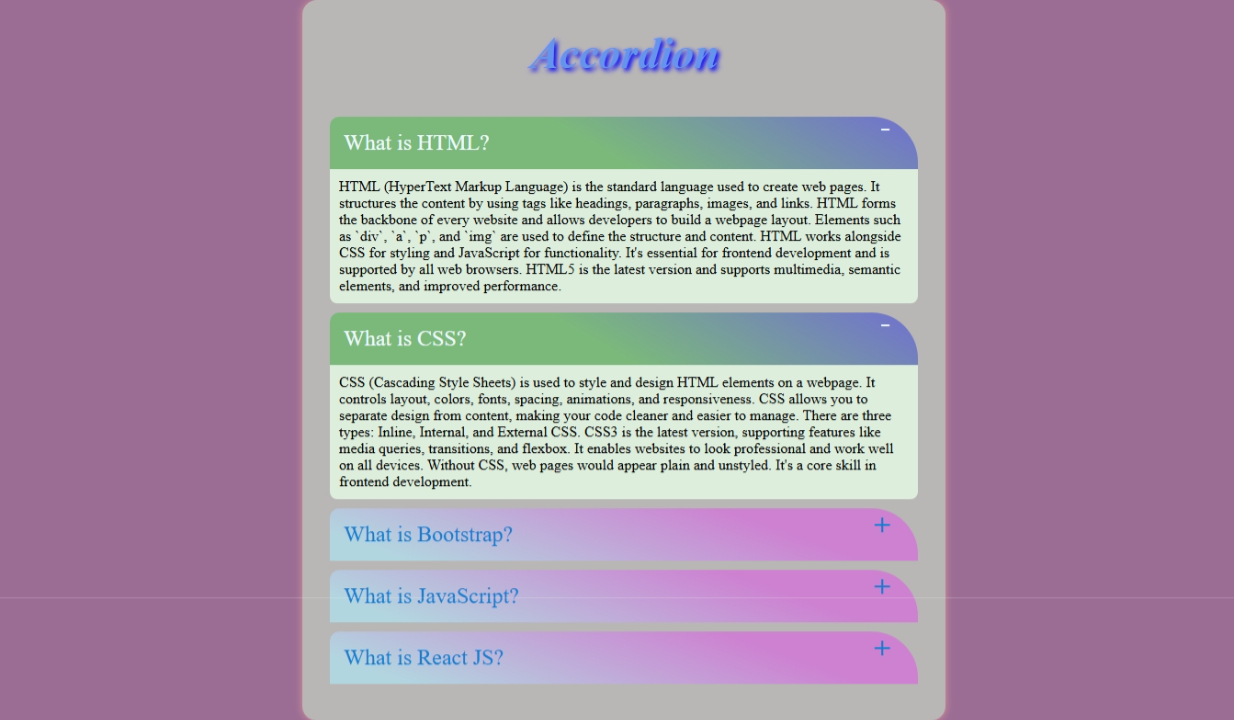 Accordion
What is HTML?
-
HTML (HyperText Markup Language) is the standard language used to create web pages. It
structures the content by using tags like headings, paragraphs, images, and links. HTML forms
the backbone of every website and allows developers to build a webpage layout. Elements such
as `div`, `a`, `p`, and `img` are used to define the structure and content. HTML works alongside
CSS for styling and JavaScript for functionality. It's essential for frontend development and is
supported by all web browsers. HTML5 is the latest version and supports multimedia, semantic
elements, and improved performance.
What is CSS?
-
CSS (Cascading Style Sheets) is used to style and design HTML elements on a webpage. It
controls layout, colors, fonts, spacing, animations, and responsiveness. CSS allows you to
separate design from content, making your code cleaner and easier to manage. There are three
types: Inline, Internal, and External CSS. CSS3 is the latest version, supporting features like
media queries, transitions, and flexbox. It enables websites to look professional and work well
on all devices. Without CSS, web pages would appear plain and unstyled. It's a core skill in
frontend development.
What is Bootstrap?
+
What is JavaScript?
+
What is React JS?
+